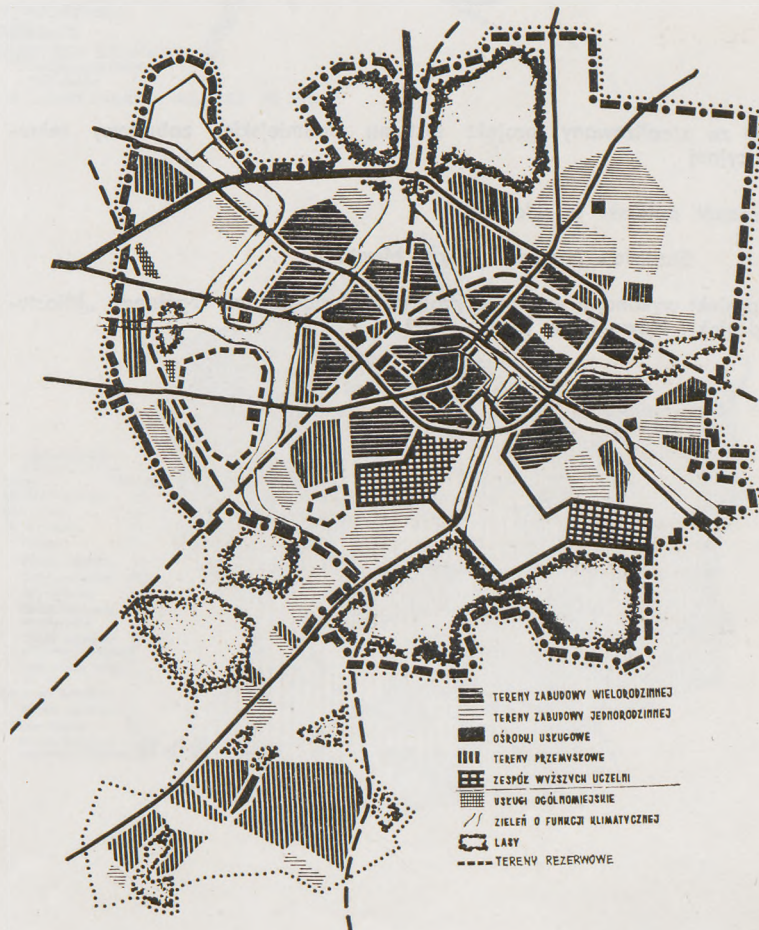 TERENY ZABUDOWY WIELORODZINNEJ
TERENY ZABUDOWY JEDNORODZINNEJ
OŚRODKI USŁUGOWE
TERENY PRZEMYSŁOWE
ZESPÓŁ WYŻSZYCH UCZELNI
USŁUGI OGÓLNOMIEJSKIE
ZIELEŃ O FUNKCJI KLIMATYCZNEJ
LASY
TERENY REZERWOWE